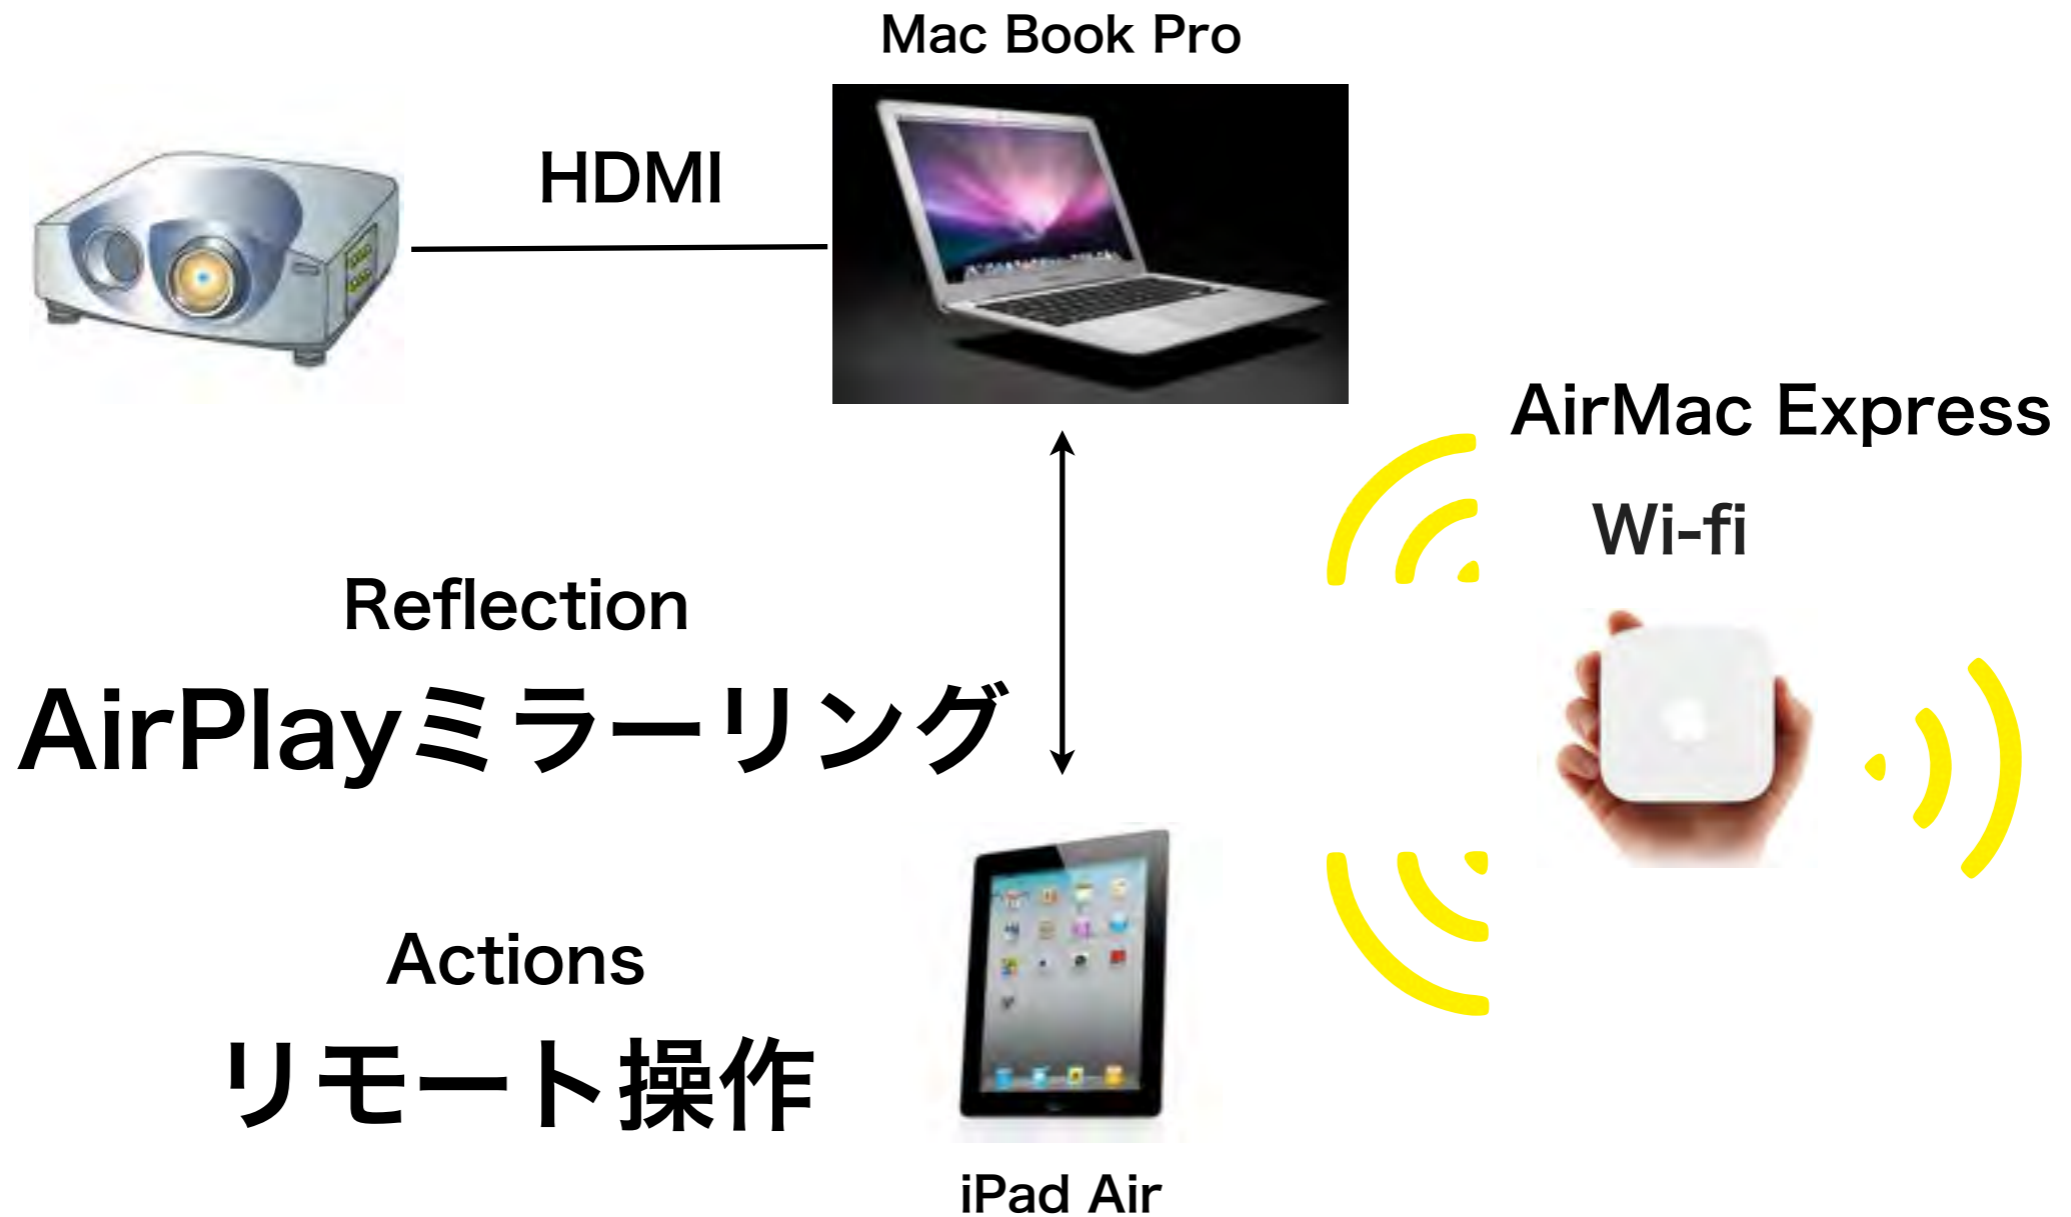 Mac Book Pro
HDMI
AirMac Express
Wi-fi
Reflection
AirPlayミラーリング
Actions
リモート操作
iPad Air